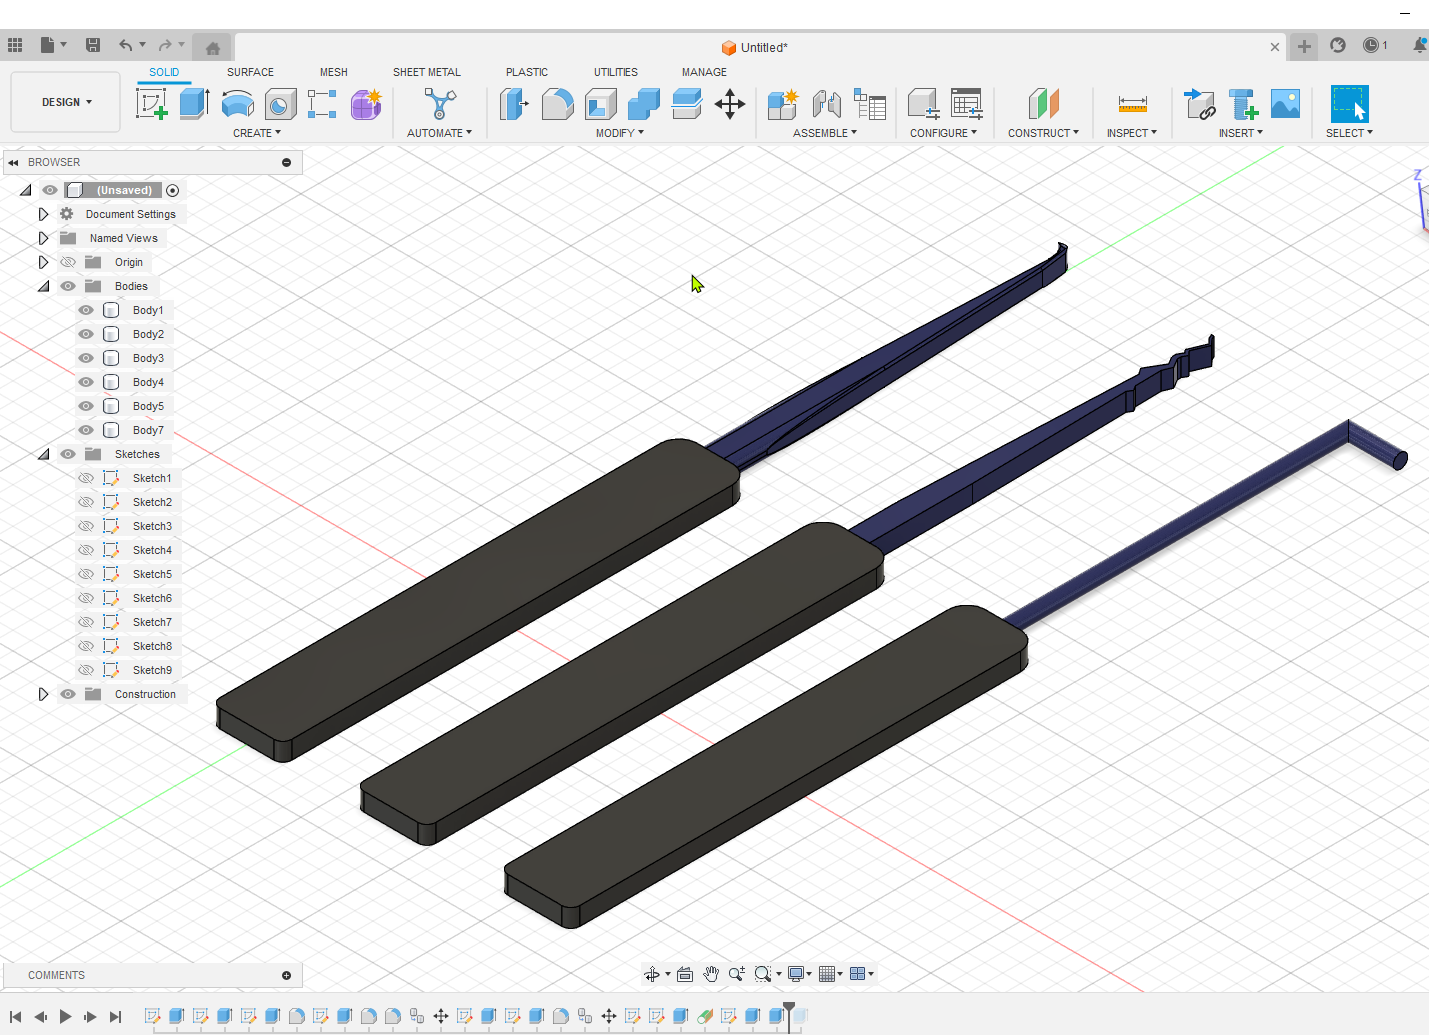 Untitled*
1
SOLID SURFACE MESH SHEET METAL PLASTIC UTILITIES MANAGE
DESIGN
CREATE AUTOMATE MODIFY ASSEMBLE CONFIGURE CONSTRUCT INSPECT INSERT SELECT
BROWSER
Z
(Unsaved)
Document Settings
Named Views
Origin
Bodies
Body1
Body2
Body3
Body4
Body5
Body7
Sketches
Sketch1
Sketch2
Sketch3
Sketch4
Sketch5
Sketch6
Sketch7
Sketch8
Sketch9
Construction
COMMENTS